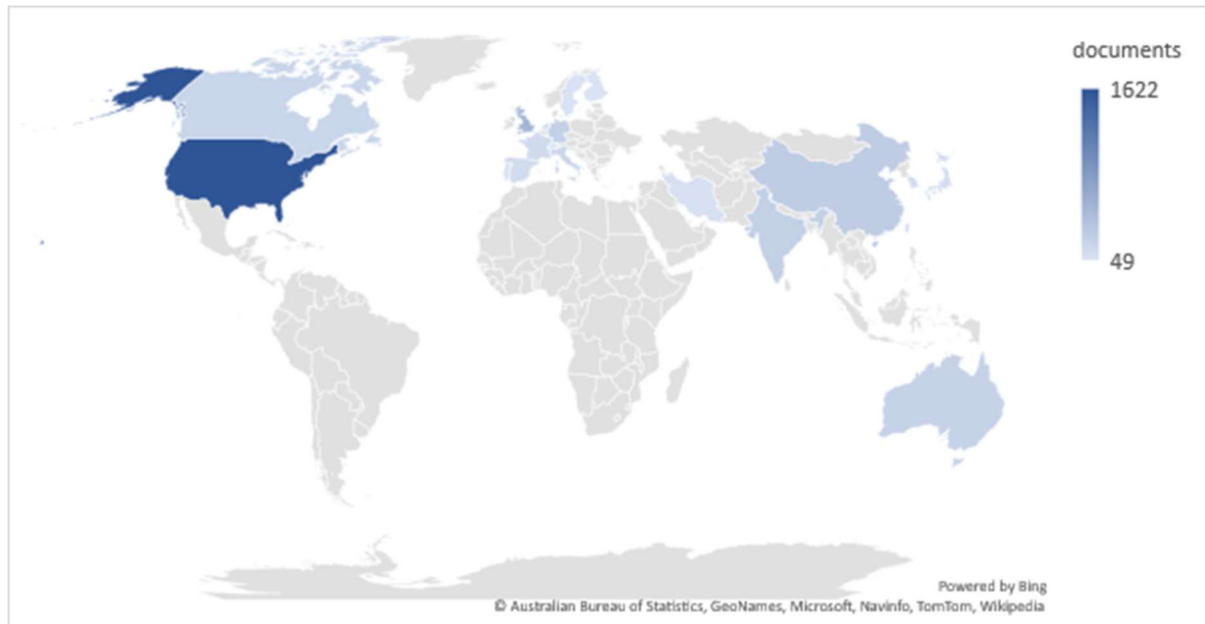 documents
1622
49
Powered by Bing
© Australian Bureau of Statistics, GeoNames, Microsoft, Navinfo, TomTom, Wikipedia